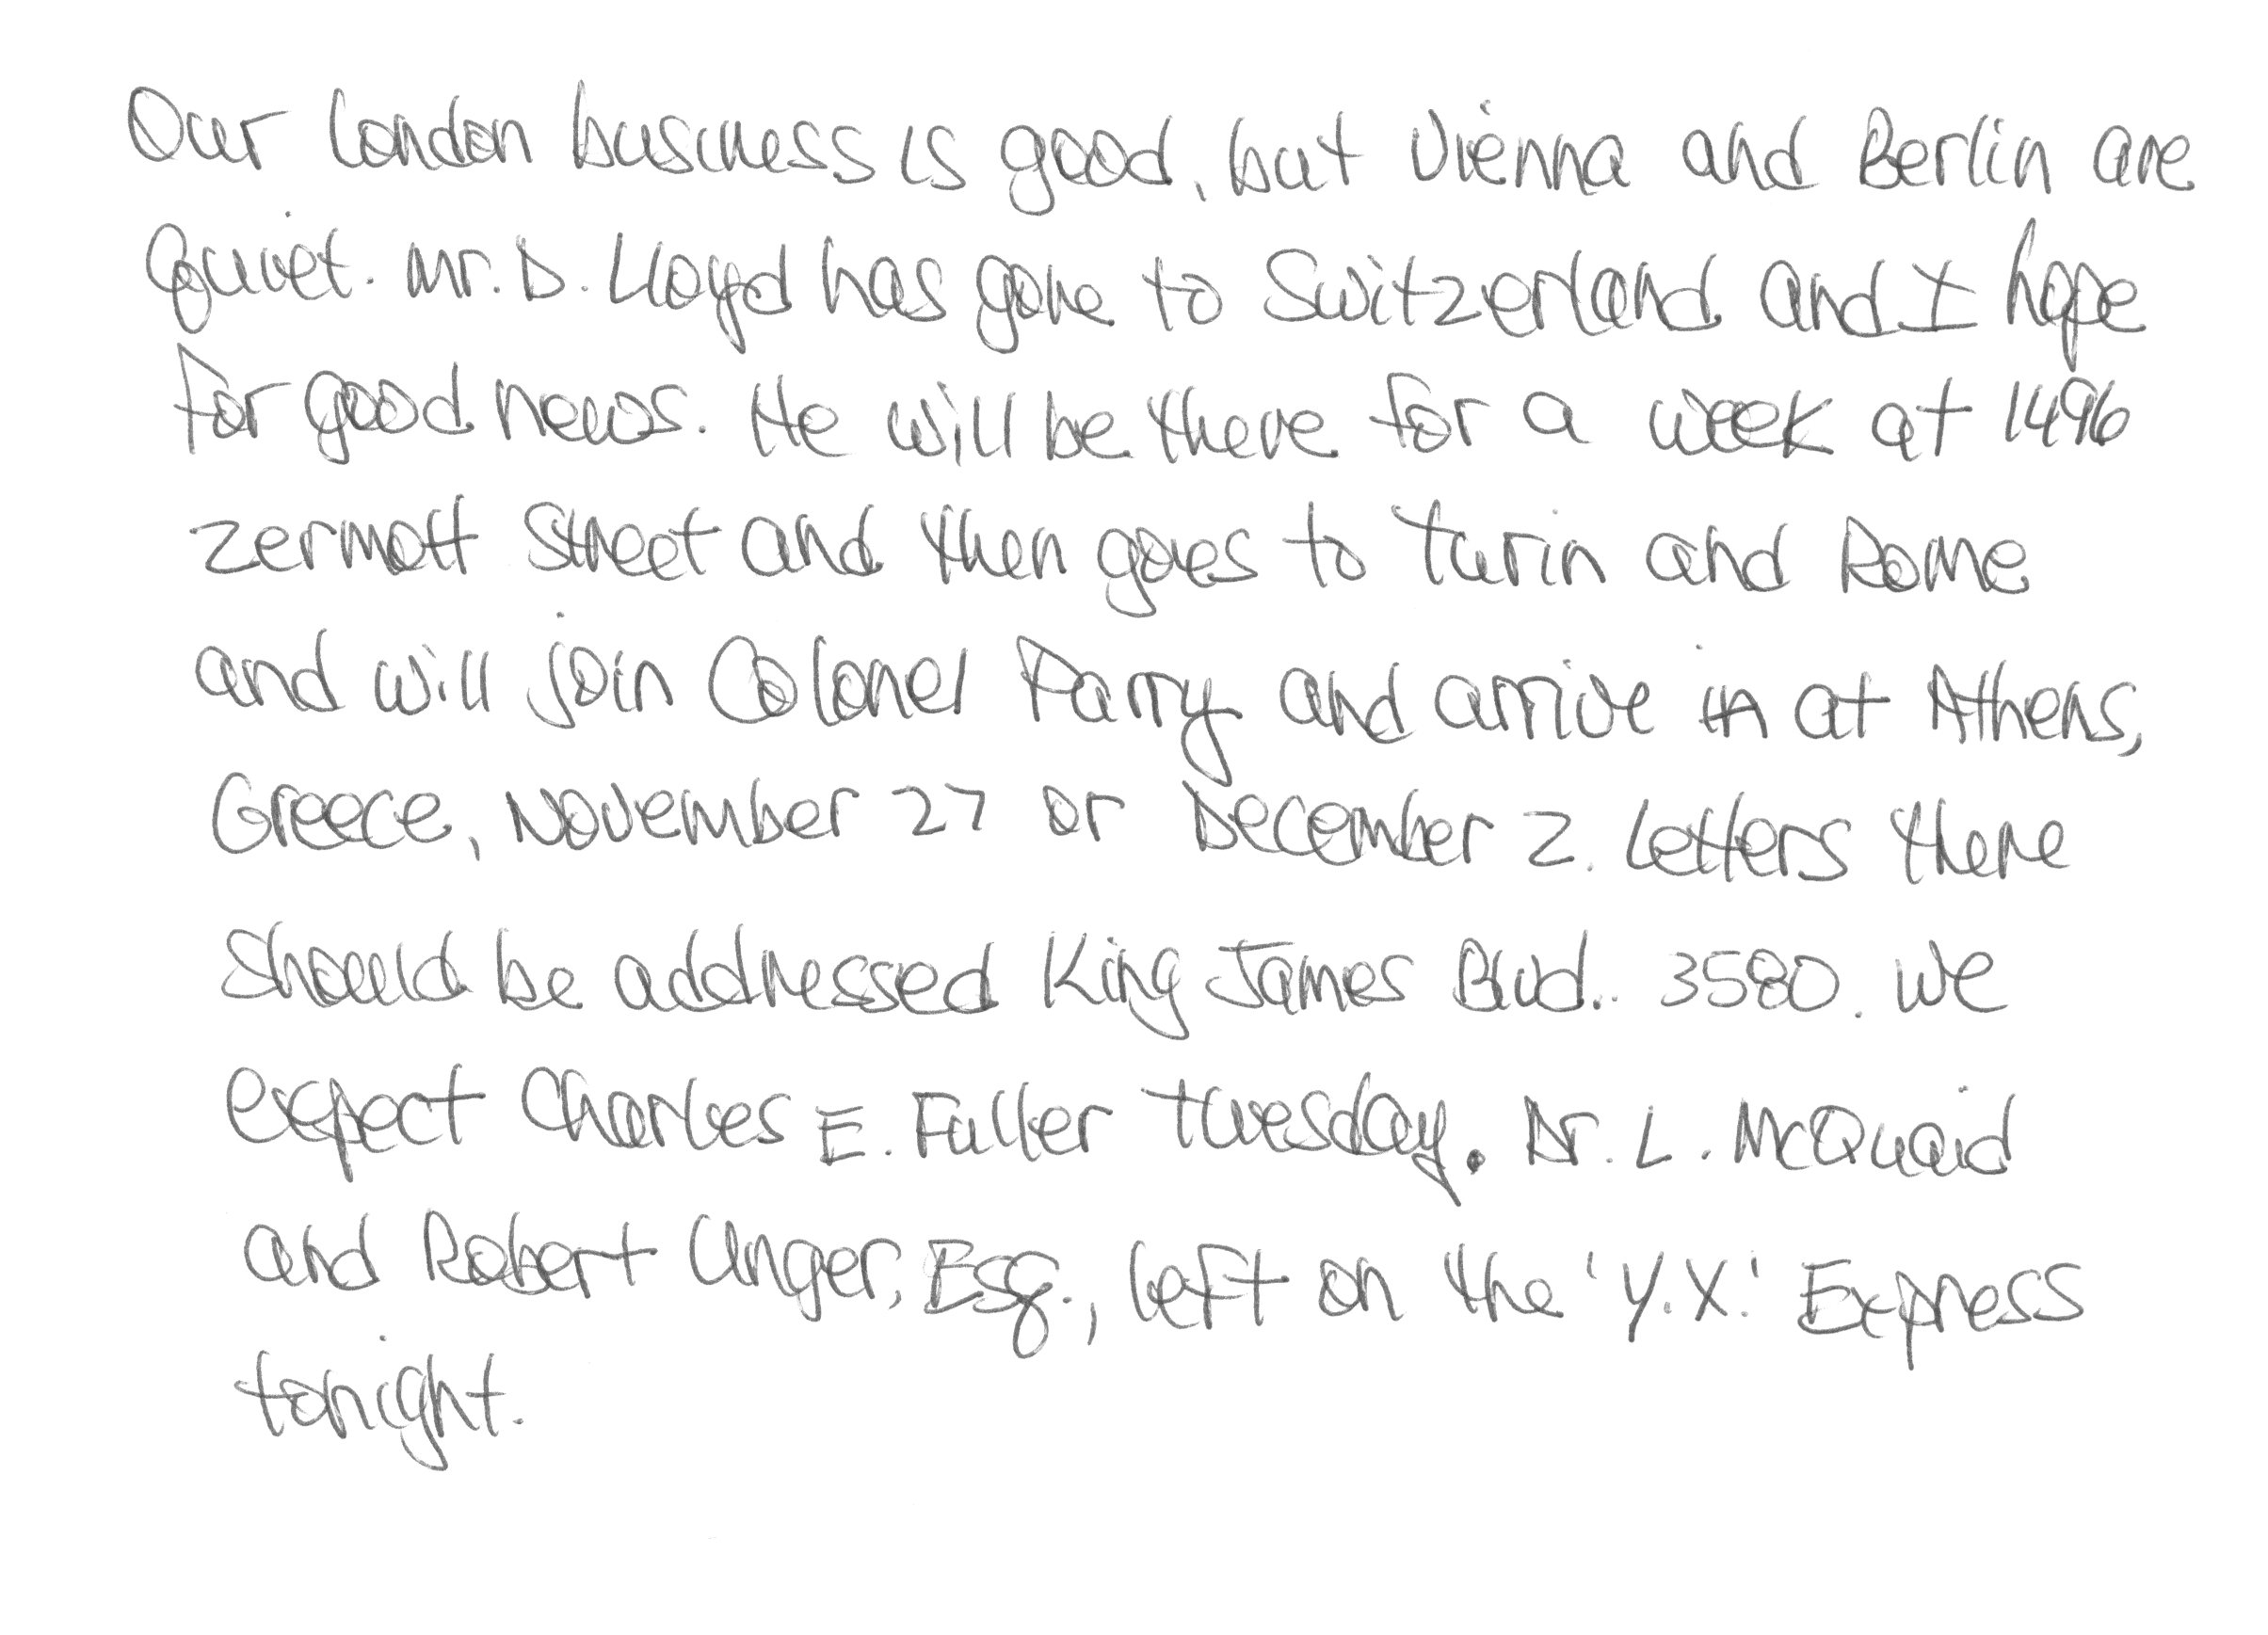 Our London business is good, but Vienna and Berlin are
quiet. Mr. D. Lloyd has gone to Switzerland and I hope
for good news. He will be there for a week at 1496
Zermott Street and then goes to Turin and Rome
and will join Colonel Parry and arrive in at Athens,
Greece, November 27 or December 2. Letters there
should be addressed King James Blvd.. 3580. We
expect Charles E. Fuller Tuesday. Dr. L. McQuaid
and Robert Unger, Esq., left on the 'Y.X.' Express
tonight.